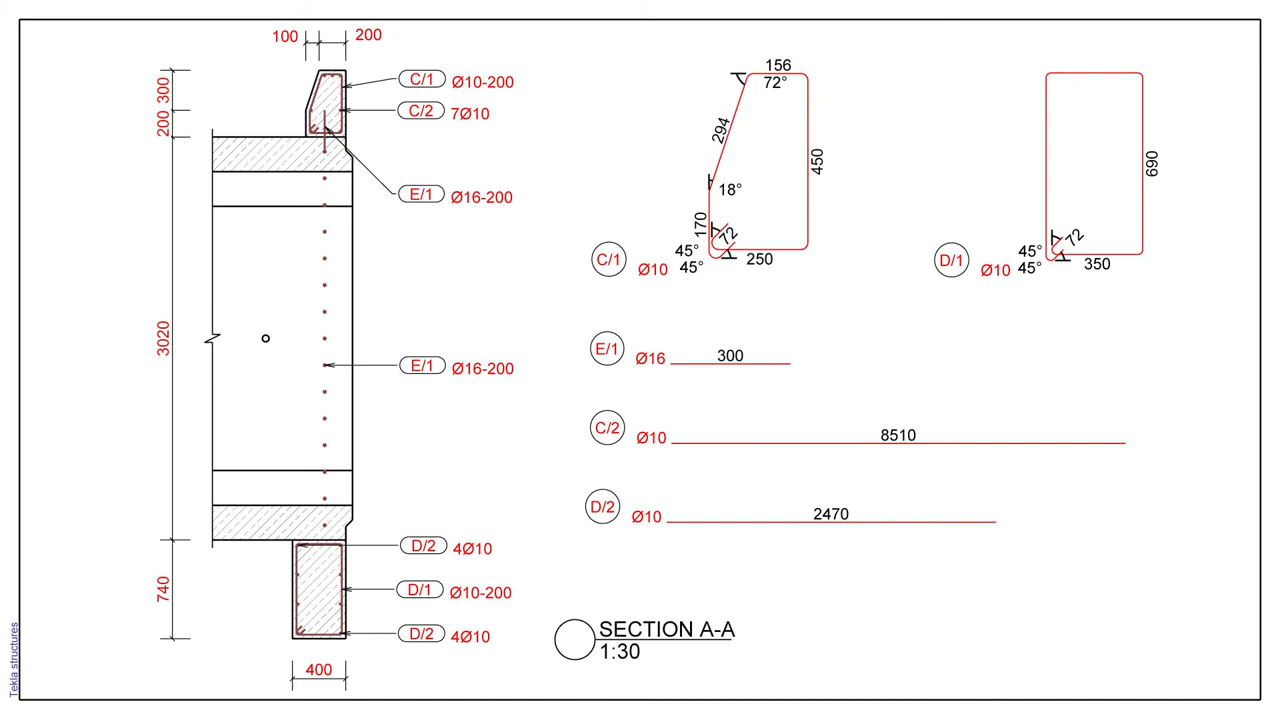 100 200
300
200
3020
740
400
C/1 Ø10-200
C/2 7Ø10
E/1 Ø16-200
E/1 Ø16-200
D/2 4Ø10
D/1 Ø10-200
D/2 4Ø10
156
72°
294
450
18°
170
72
45°
45°
250
C/1 Ø10
690
72
45°
45°
350
D/1 Ø10
E/1 Ø16 300
C/2 Ø10 8510
D/2 Ø10 2470
SECTION A-A
1:30
Tekla structures